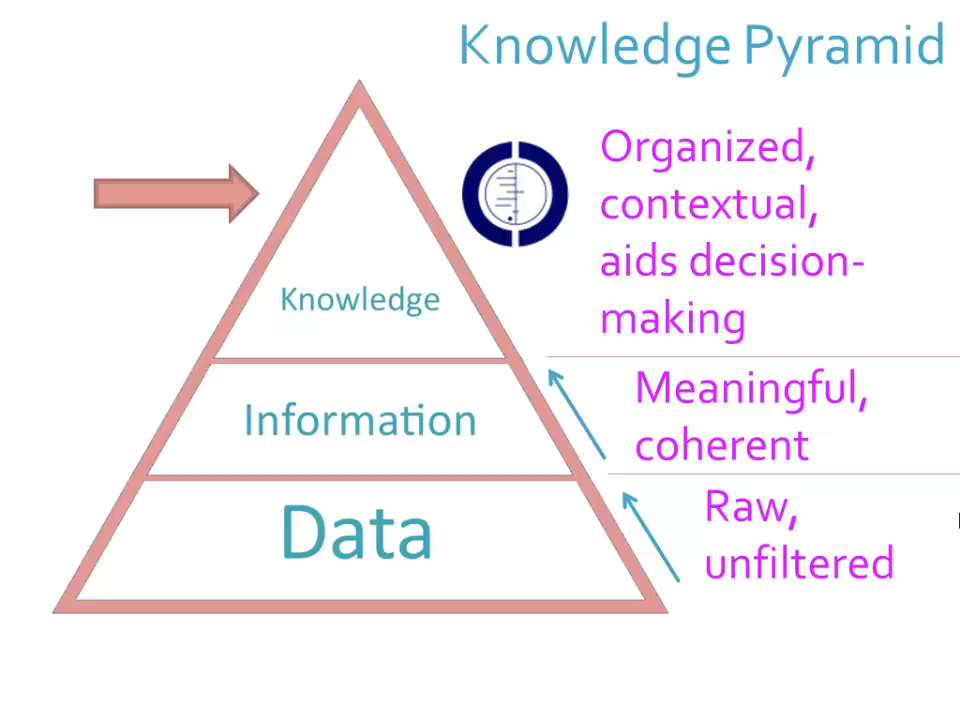 Knowledge Pyramid
Organized,
contextual,
aids decision-
making
Knowledge
Meaningful,
coherent
Information
Raw,
unfiltered
Data